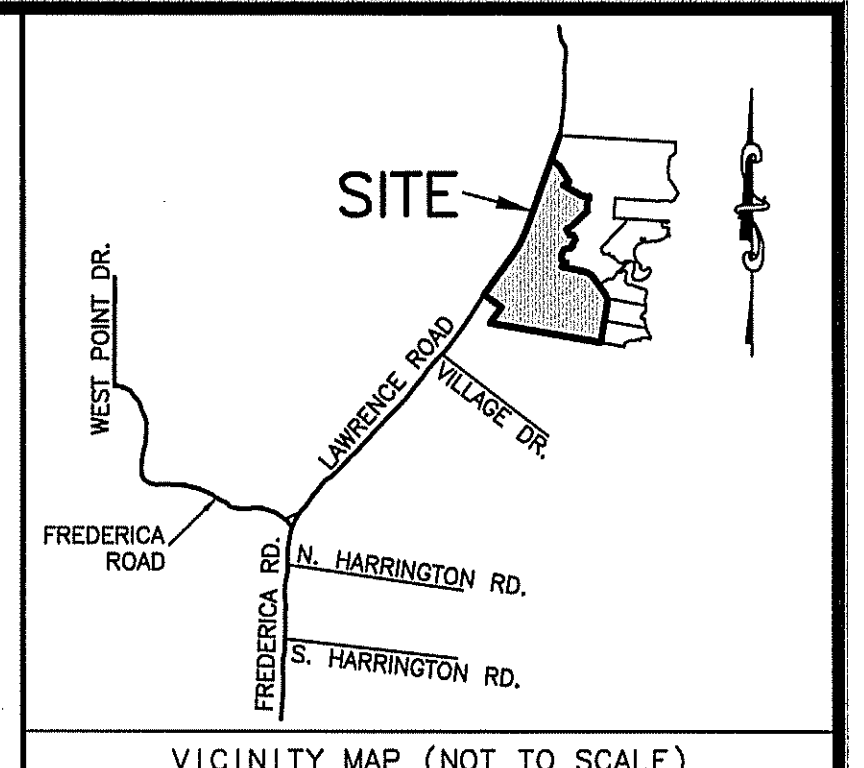 SITE
WEST POINT DR.
LAWRENCE ROAD
VILLAGE DR.
FREDERICA
ROAD
FREDERICA RD.
N. HARRINGTON RD.
S. HARRINGTON RD.
VICINITY MAP (NOT TO SCALE)